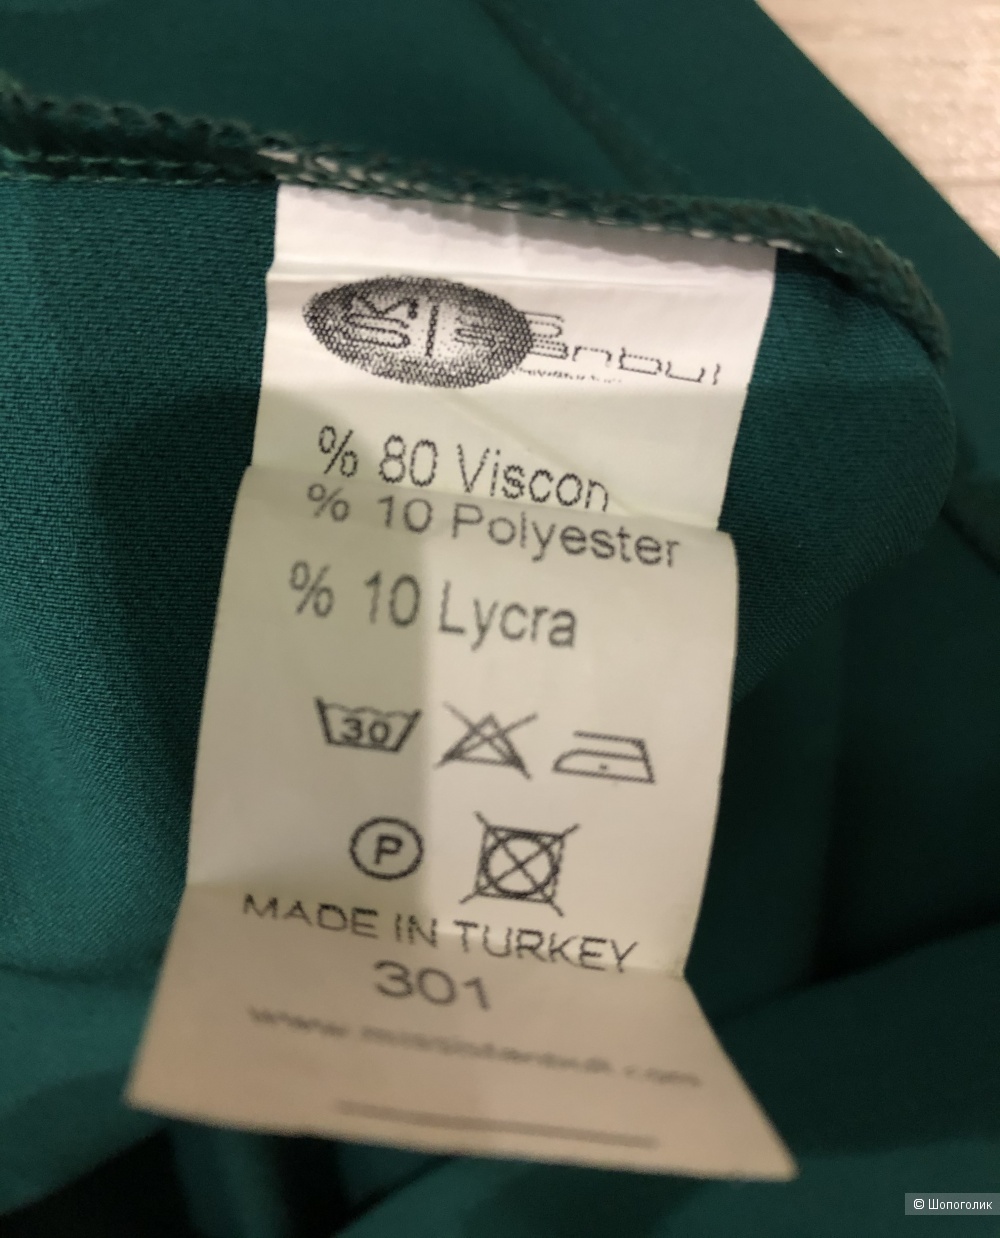 % 80 Viscon
% 10 Polyester
% 10 Lycra
30
P
MADE IN TURKEY
301
© Шопоголик